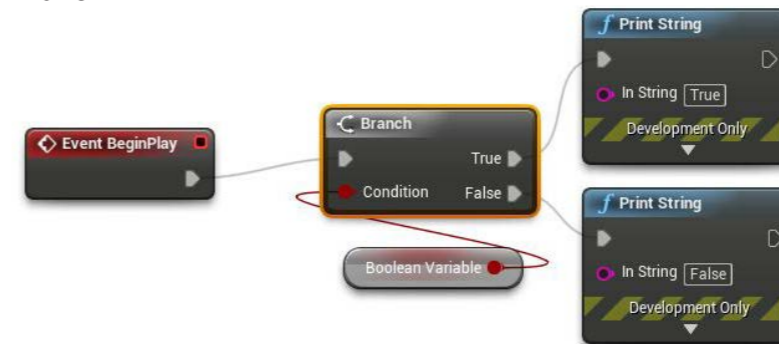 Print String
In String True
Development Only
Event BeginPlay
Branch
True
Condition False
Boolean Variable
Print String
In String False
Development Only